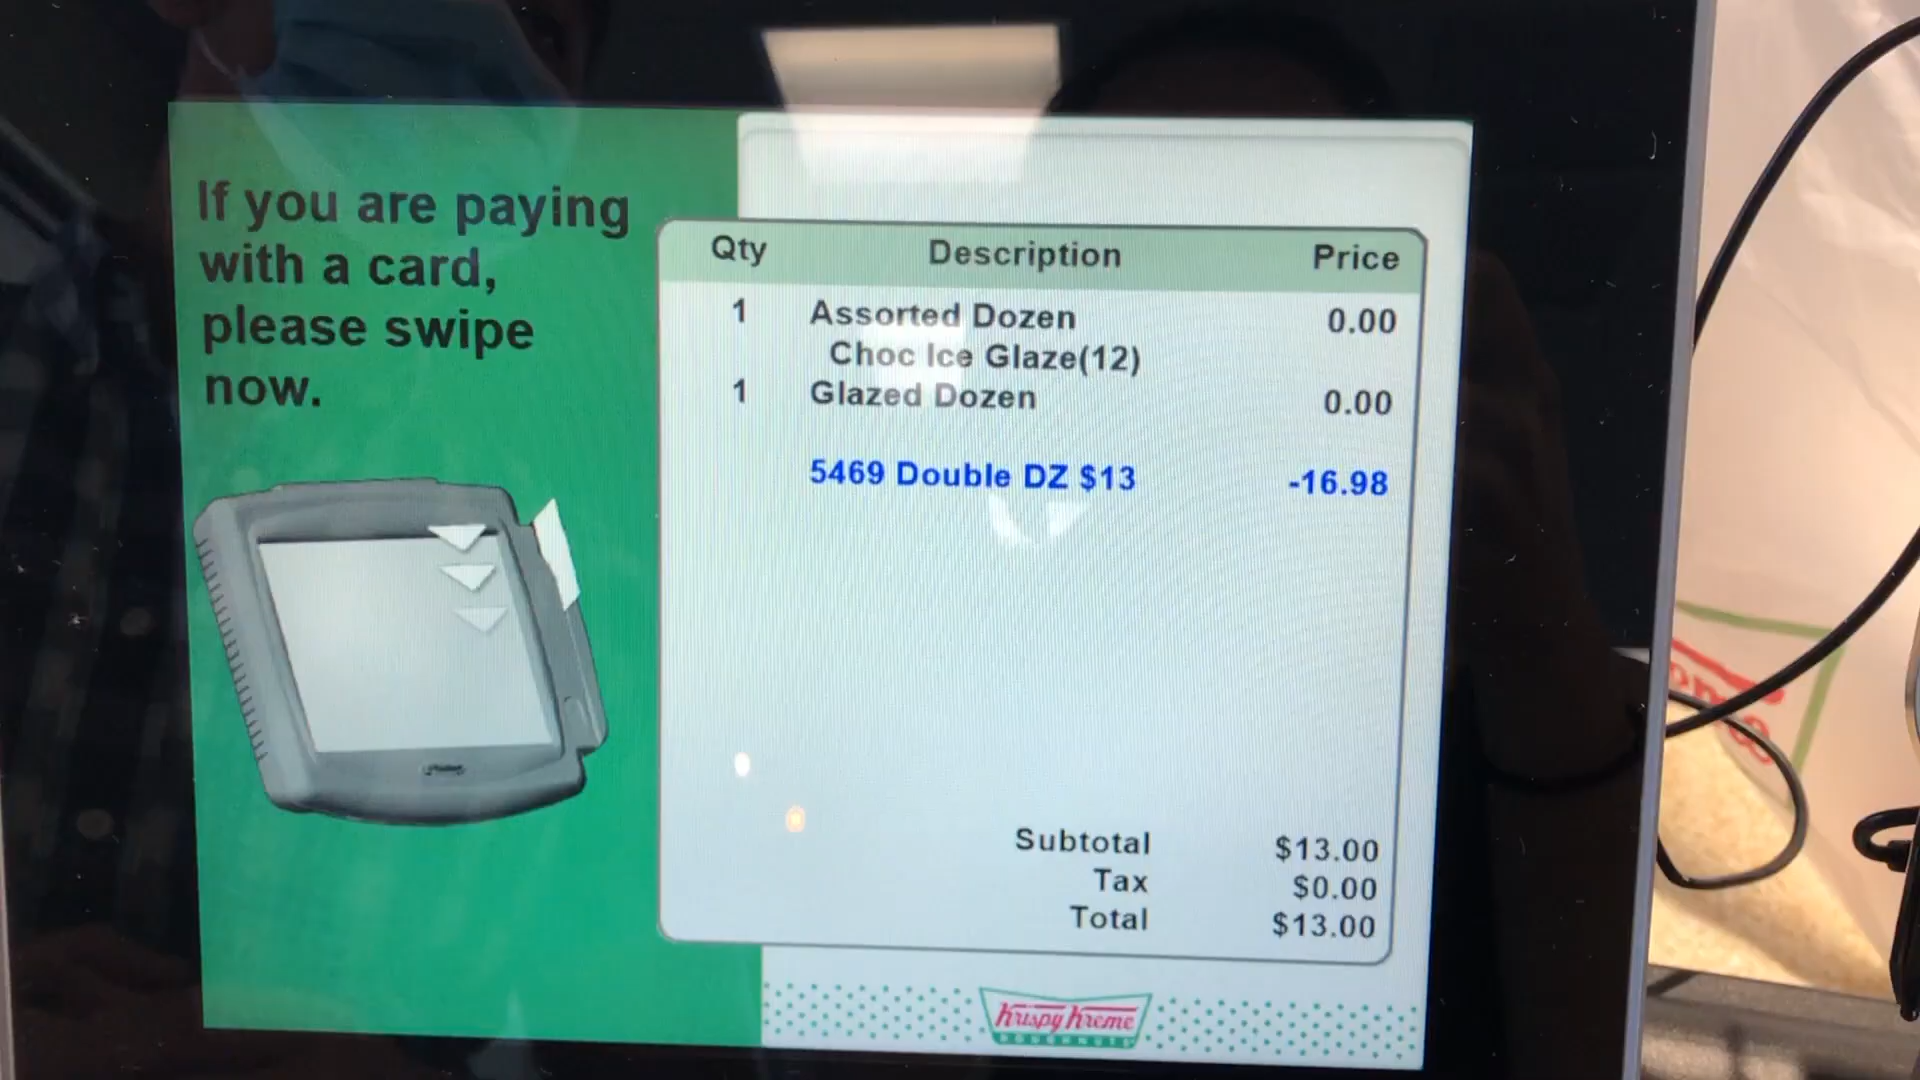 If you are paying
with a card,
please swipe
now.
Qty Description Price
1 Assorted Dozen 0.00
Choc Ice Glaze(12)
1 Glazed Dozen 0.00
5469 Double DZ $13 -16.98
Subtotal $13.00
Tax $0.00
Total $13.00
Krispy Kreme
DOUGHNUTS